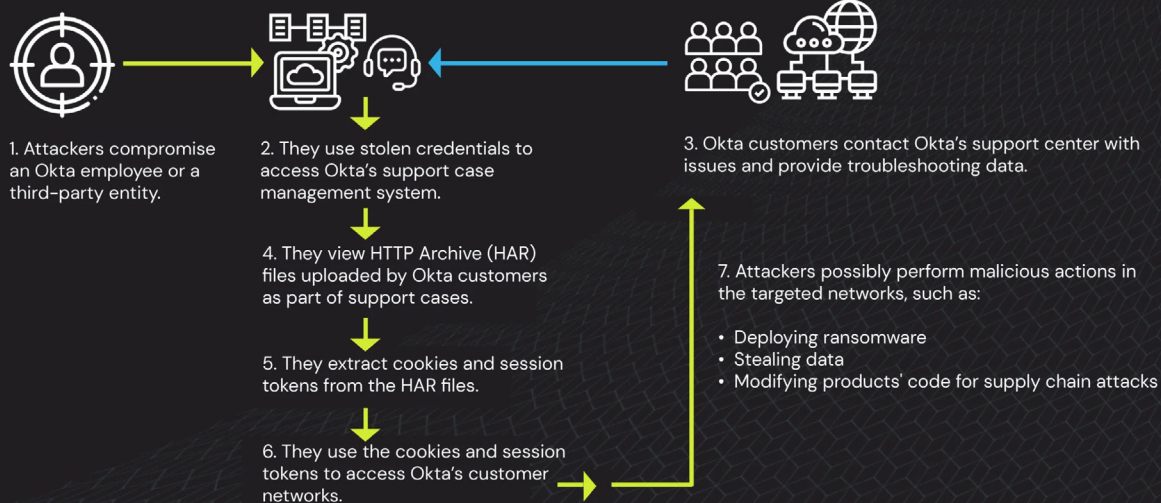 1. Attackers compromise
an Okta employee or a
third-party entity.
2. They use stolen credentials to
access Okta's support case
management system.
3. Okta customers contact Okta's support center with
issues and provide troubleshooting data.
4. They view HTTP Archive (HAR)
files uploaded by Okta customers
as part of support cases.
5. They extract cookies and session
tokens from the HAR files.
6. They use the cookies and session
tokens to access Okta's customer
networks.
7. Attackers possibly perform malicious actions in
the targeted networks, such as:
• Deploying ransomware
• Stealing data
• Modifying products' code for supply chain attacks